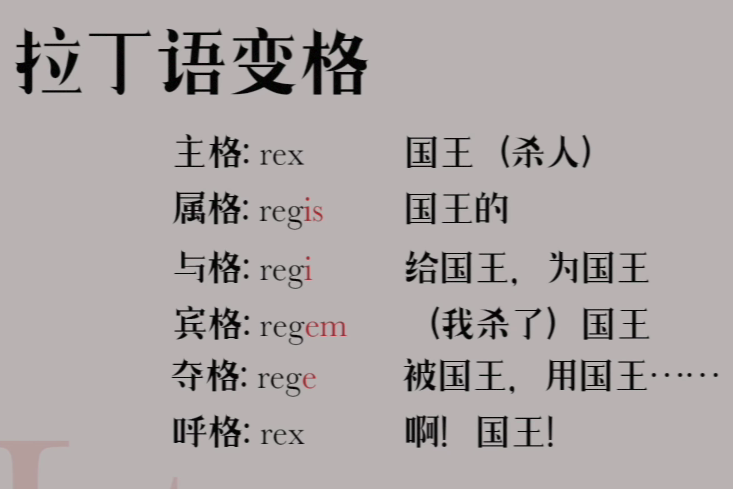 拉丁语变格
主格: rex 国王（杀人）
属格: regis 国王的
与格: regi 给国王，为国王
宾格: regem （我杀了）国王
夺格: rege 被国王，用国王……
呼格: rex 啊！国王！